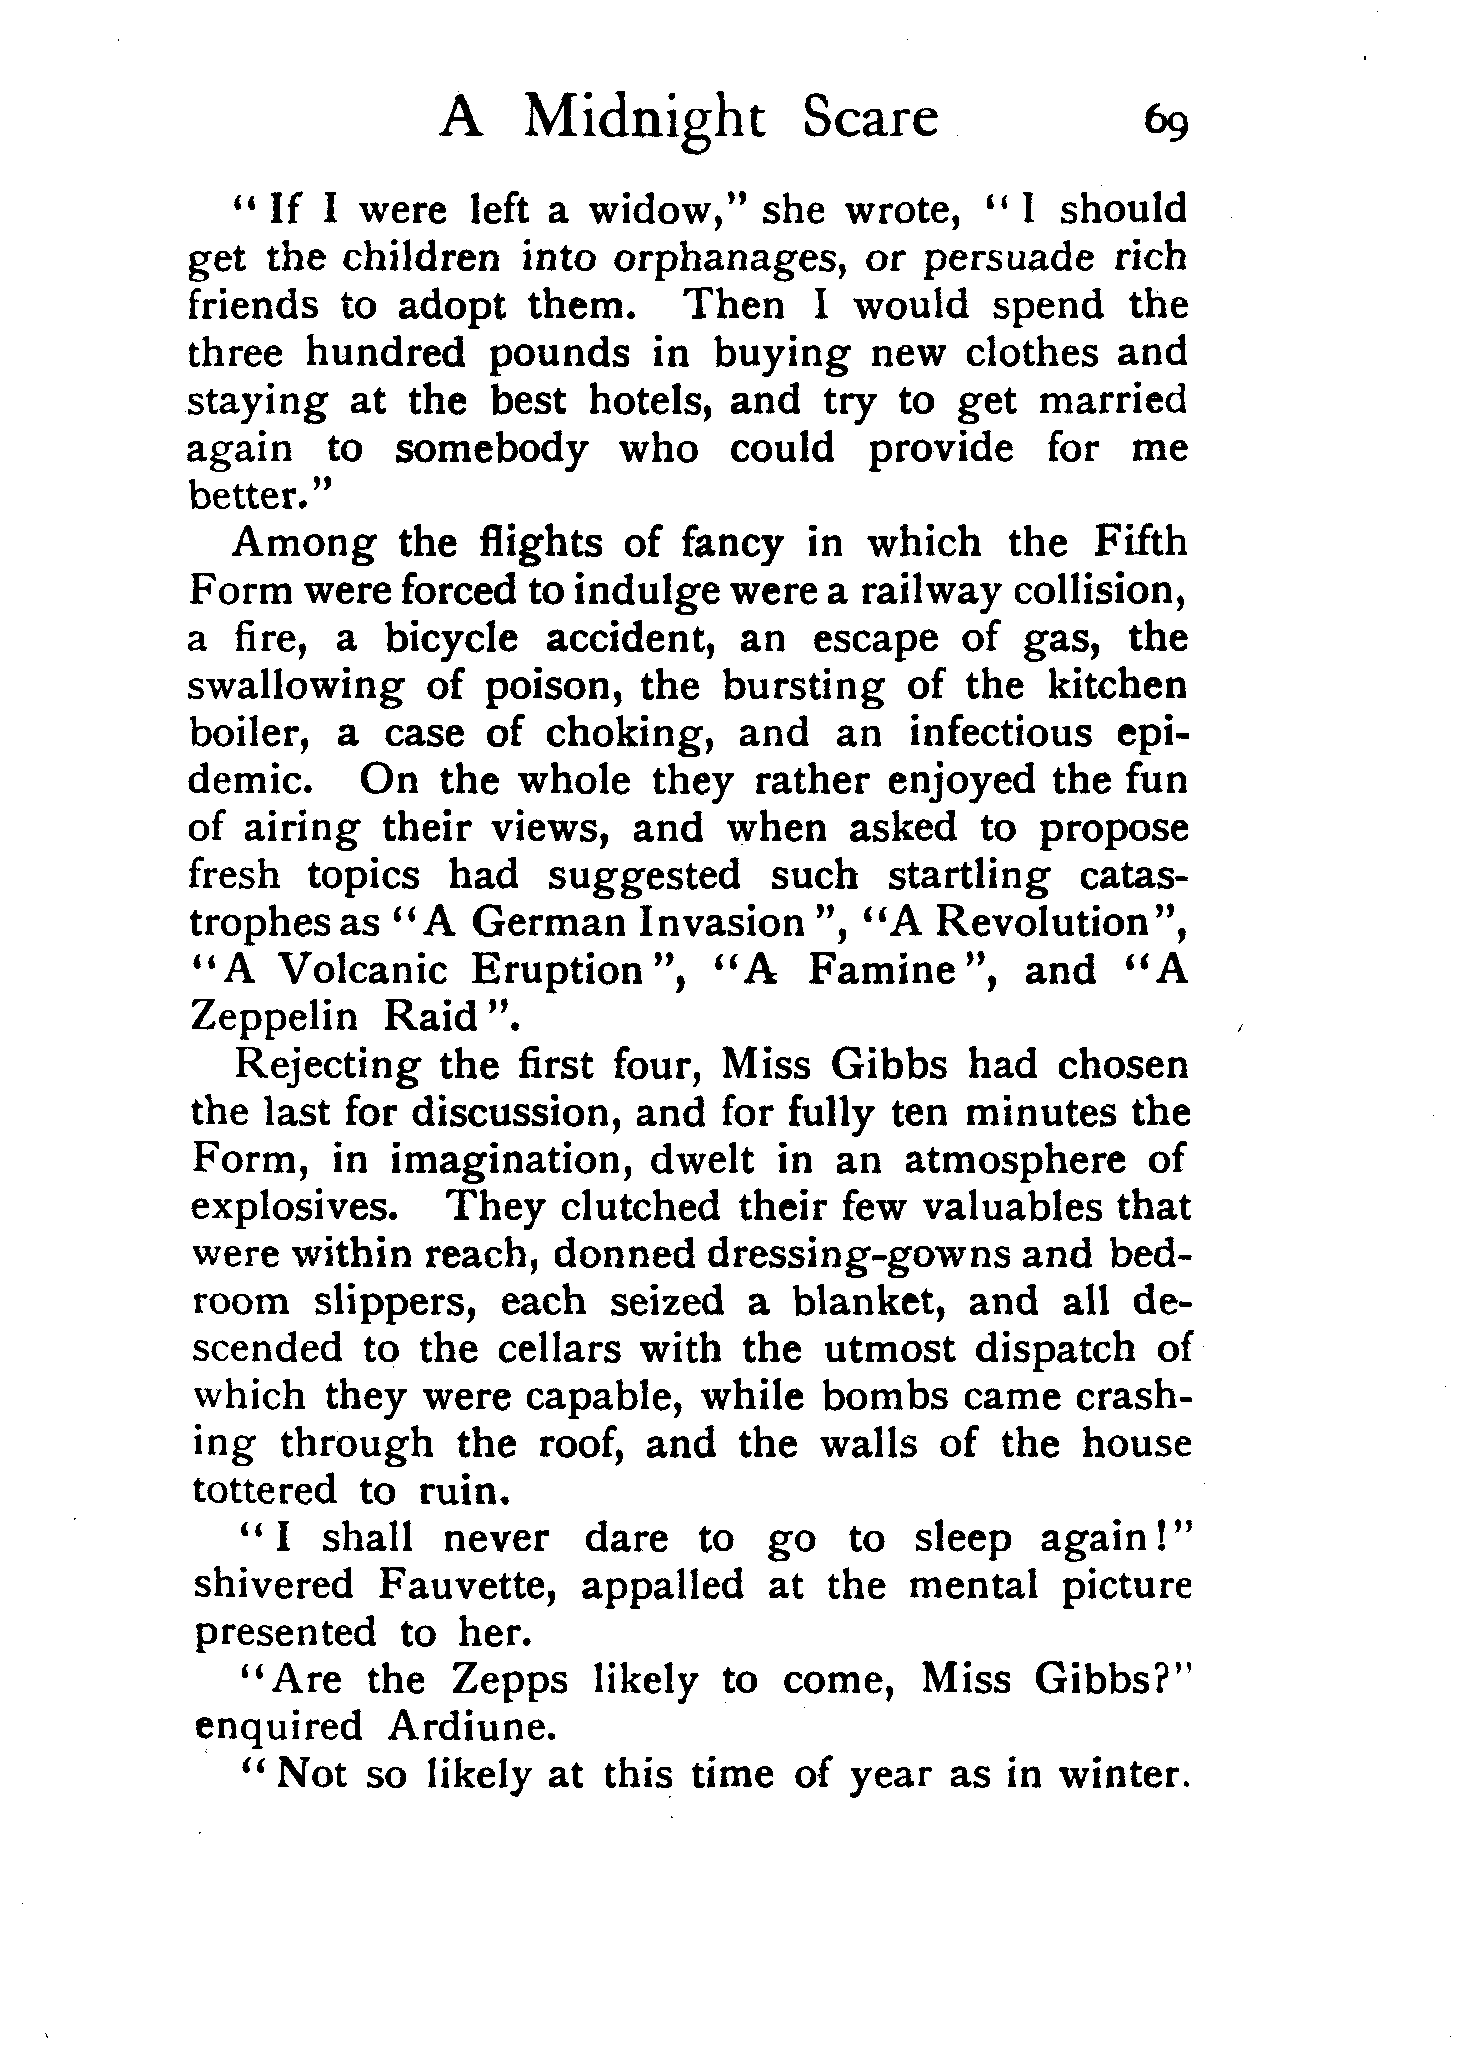 A Midnight Scare 69
“ If I were left a widow,” she wrote, “ I should
get the children into orphanages, or persuade rich
friends to adopt them. Then I would spend the
three hundred pounds in buying new clothes and
staying at the best hotels, and try to get married
again to somebody who could provide for me
better.”
Among the flights of fancy in which the Fifth
Form were forced to indulge were a railway collision,
a fire, a bicycle accident, an escape of gas, the
swallowing of poison, the bursting of the kitchen
boiler, a case of choking, and an infectious epi-
demic. On the whole they rather enjoyed the fun
of airing their views, and when asked to propose
fresh topics had suggested such startling catas-
trophes as “A German Invasion ”, “A Revolution”,
“A Volcanic Eruption ”, “A Famine ”, and “A
Zeppelin Raid ”.
Rejecting the first four, Miss Gibbs had chosen
the last for discussion, and for fully ten minutes the
Form, in imagination, dwelt in an atmosphere of
explosives. They clutched their few valuables that
were within reach, donned dressing-gowns and bed-
room slippers, each seized a blanket, and all de-
scended to the cellars with the utmost dispatch of
which they were capable, while bombs came crash-
ing through the roof, and the walls of the house
tottered to ruin.
“ I shall never dare to go to sleep again!”
shivered Fauvette, appalled at the mental picture
presented to her.
“Are the Zepps likely to come, Miss Gibbs?”
enquired Ardiune.
“ Not so likely at this time of year as in winter.